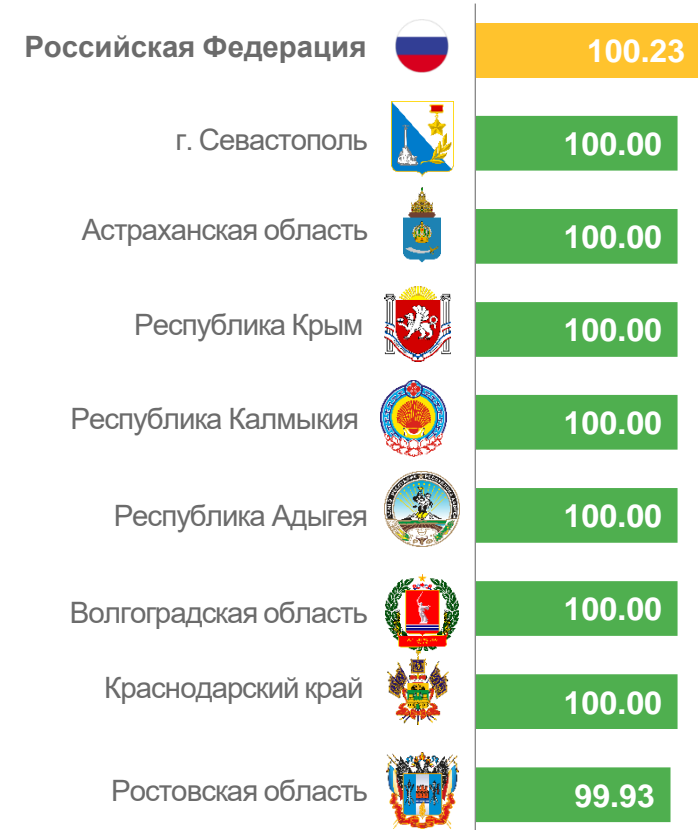 Российская Федерация 100.23
г. Севастополь 100.00
Астраханская область 100.00
Республика Крым 100.00
Республика Калмыкия 100.00
Республика Адыгея 100.00
Волгоградская область 100.00
Краснодарский край 100.00
Ростовская область 99.93